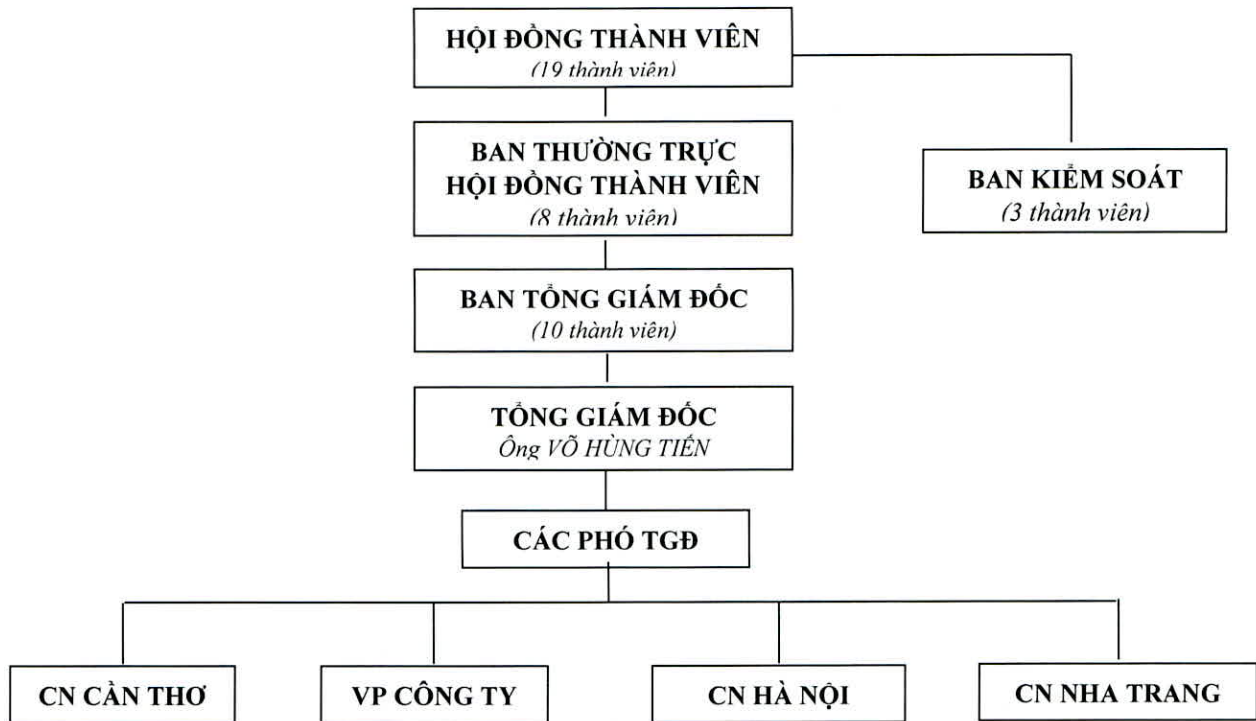 HỘI ĐỒNG THÀNH VIÊN
(19 thành viên)
BAN THƯỜNG TRỰC
HỘI ĐỒNG THÀNH VIÊN
(8 thành viên)
BAN KIỂM SOÁT
(3 thành viên)
BAN TỔNG GIÁM ĐỐC
(10 thành viên)
TỔNG GIÁM ĐỐC
Ông VÕ HÙNG TIẾN
CÁC PHÓ TGĐ
CN CẦN THƠ
VP CÔNG TY
CN HÀ NỘI
CN NHA TRANG